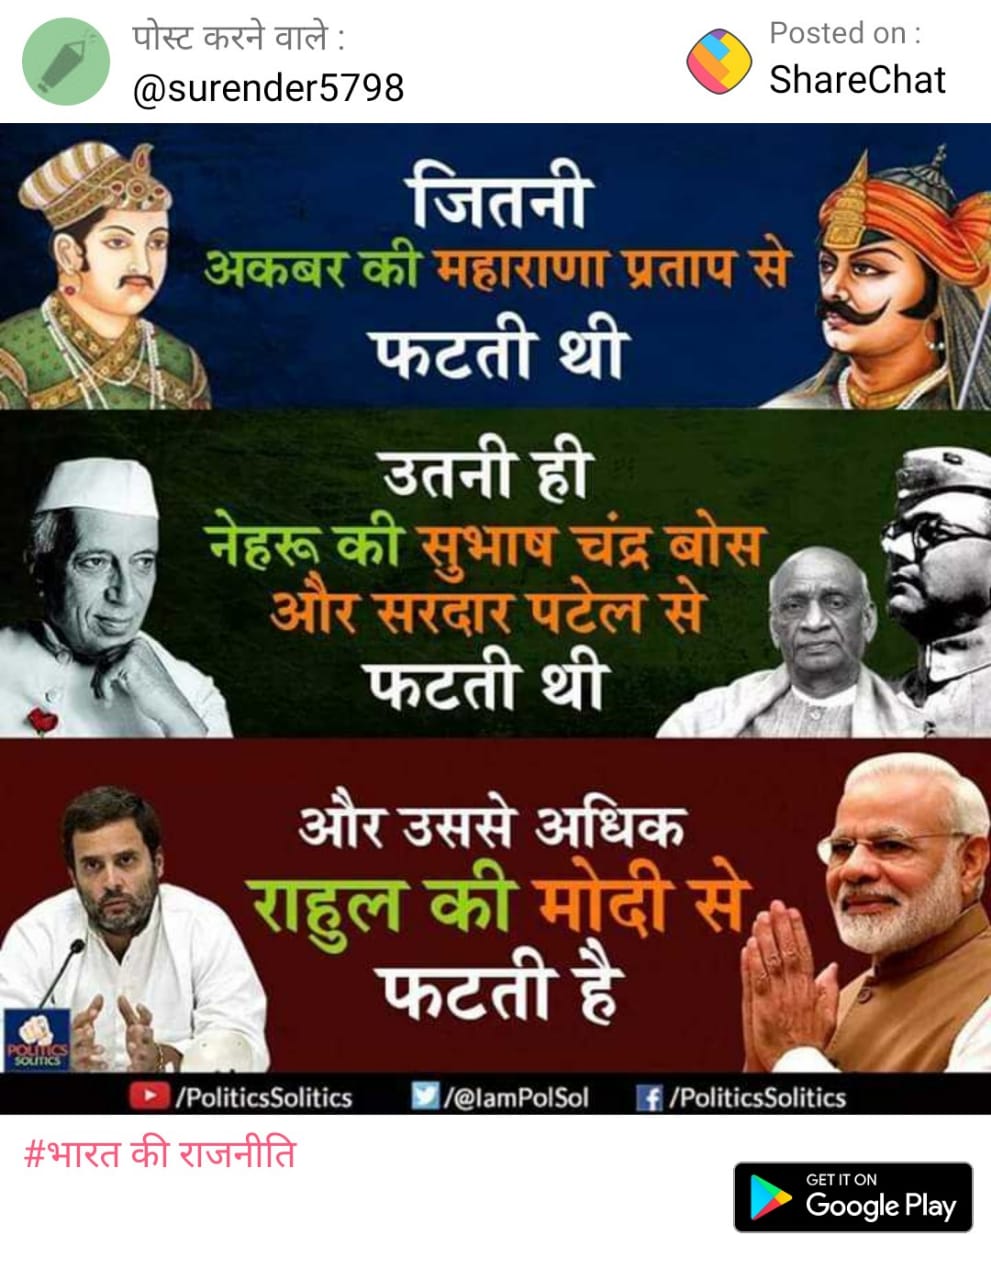 पोस्ट करने वाले :
@surender5798
Posted on :
ShareChat
जितनी
अकबर की महाराणा प्रताप से
फटती थी
उतनी ही
नेहरू की सुभाष चंद्र बोस
और सरदार पटेल से
फटती थी
और उससे अधिक
राहुल की मोदी से
फटती है
POLITICS
SOLITICS
/PoliticsSolitics
/@IamPolSol
/PoliticsSolitics
#भारत की राजनीति
GET IT ON
Google Play